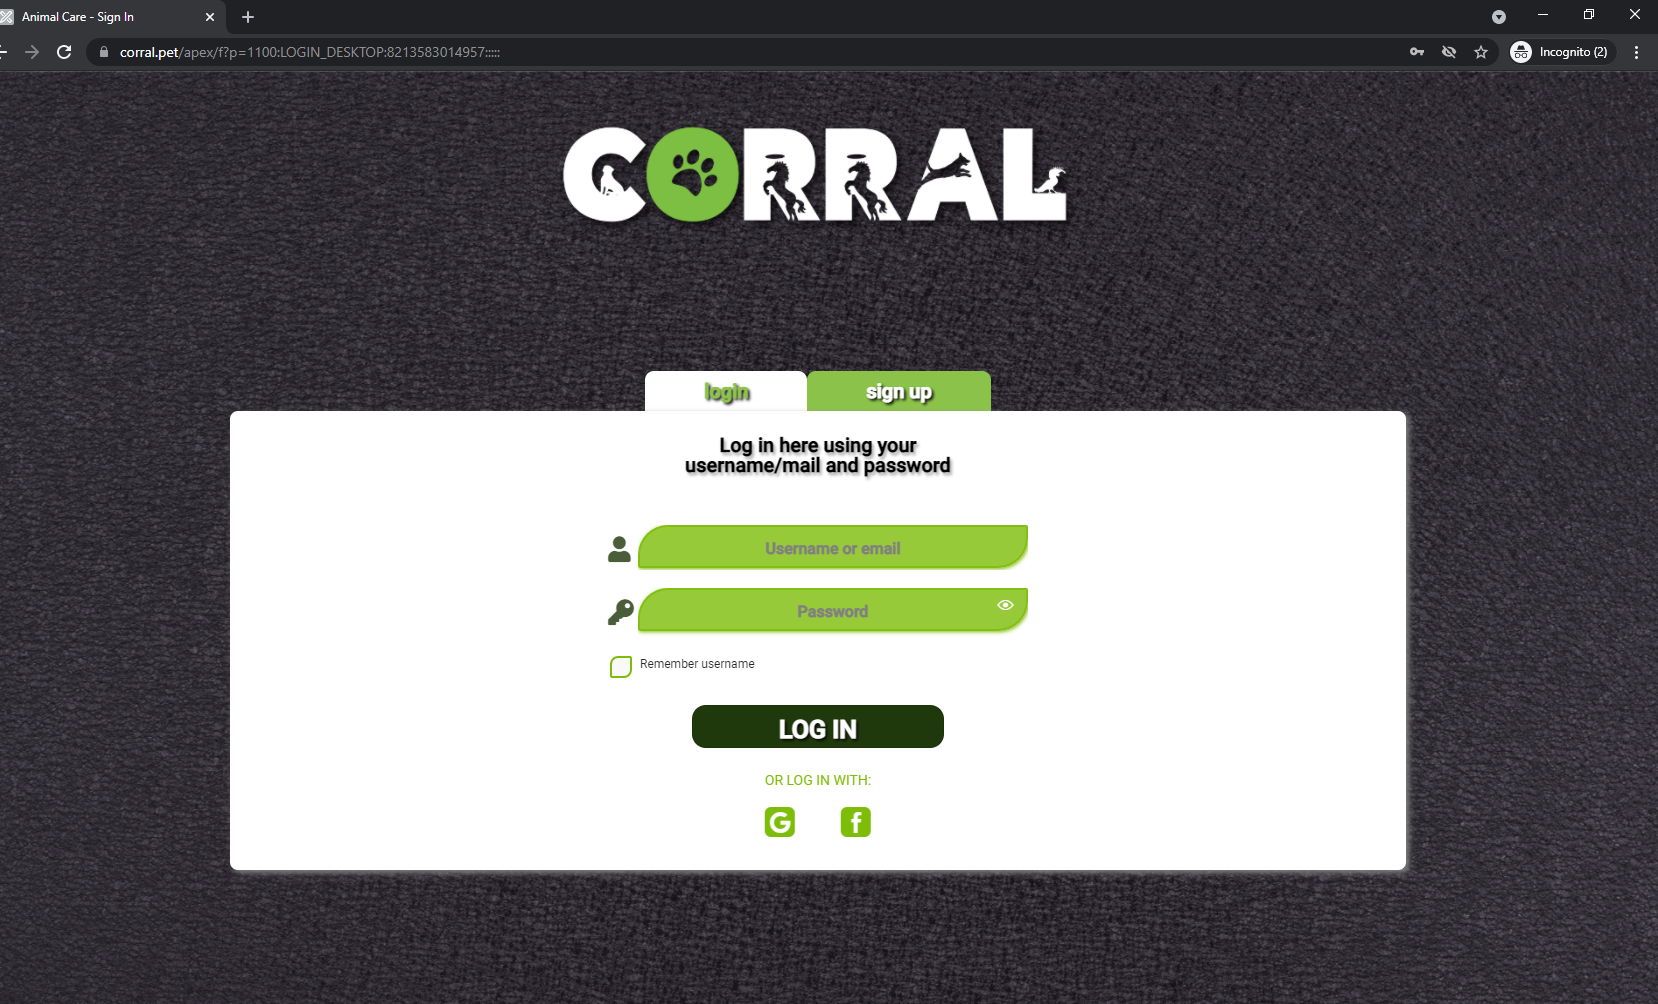 Animal Care - Sign In
corral.pet/apex/f?p=1100:LOGIN_DESKTOP:8213583014957:::::
Incognito (2)
CORRAL
login
sign up
Log in here using your
username/mail and password
Username or email
Password
Remember username
LOG IN
OR LOG IN WITH:
G f